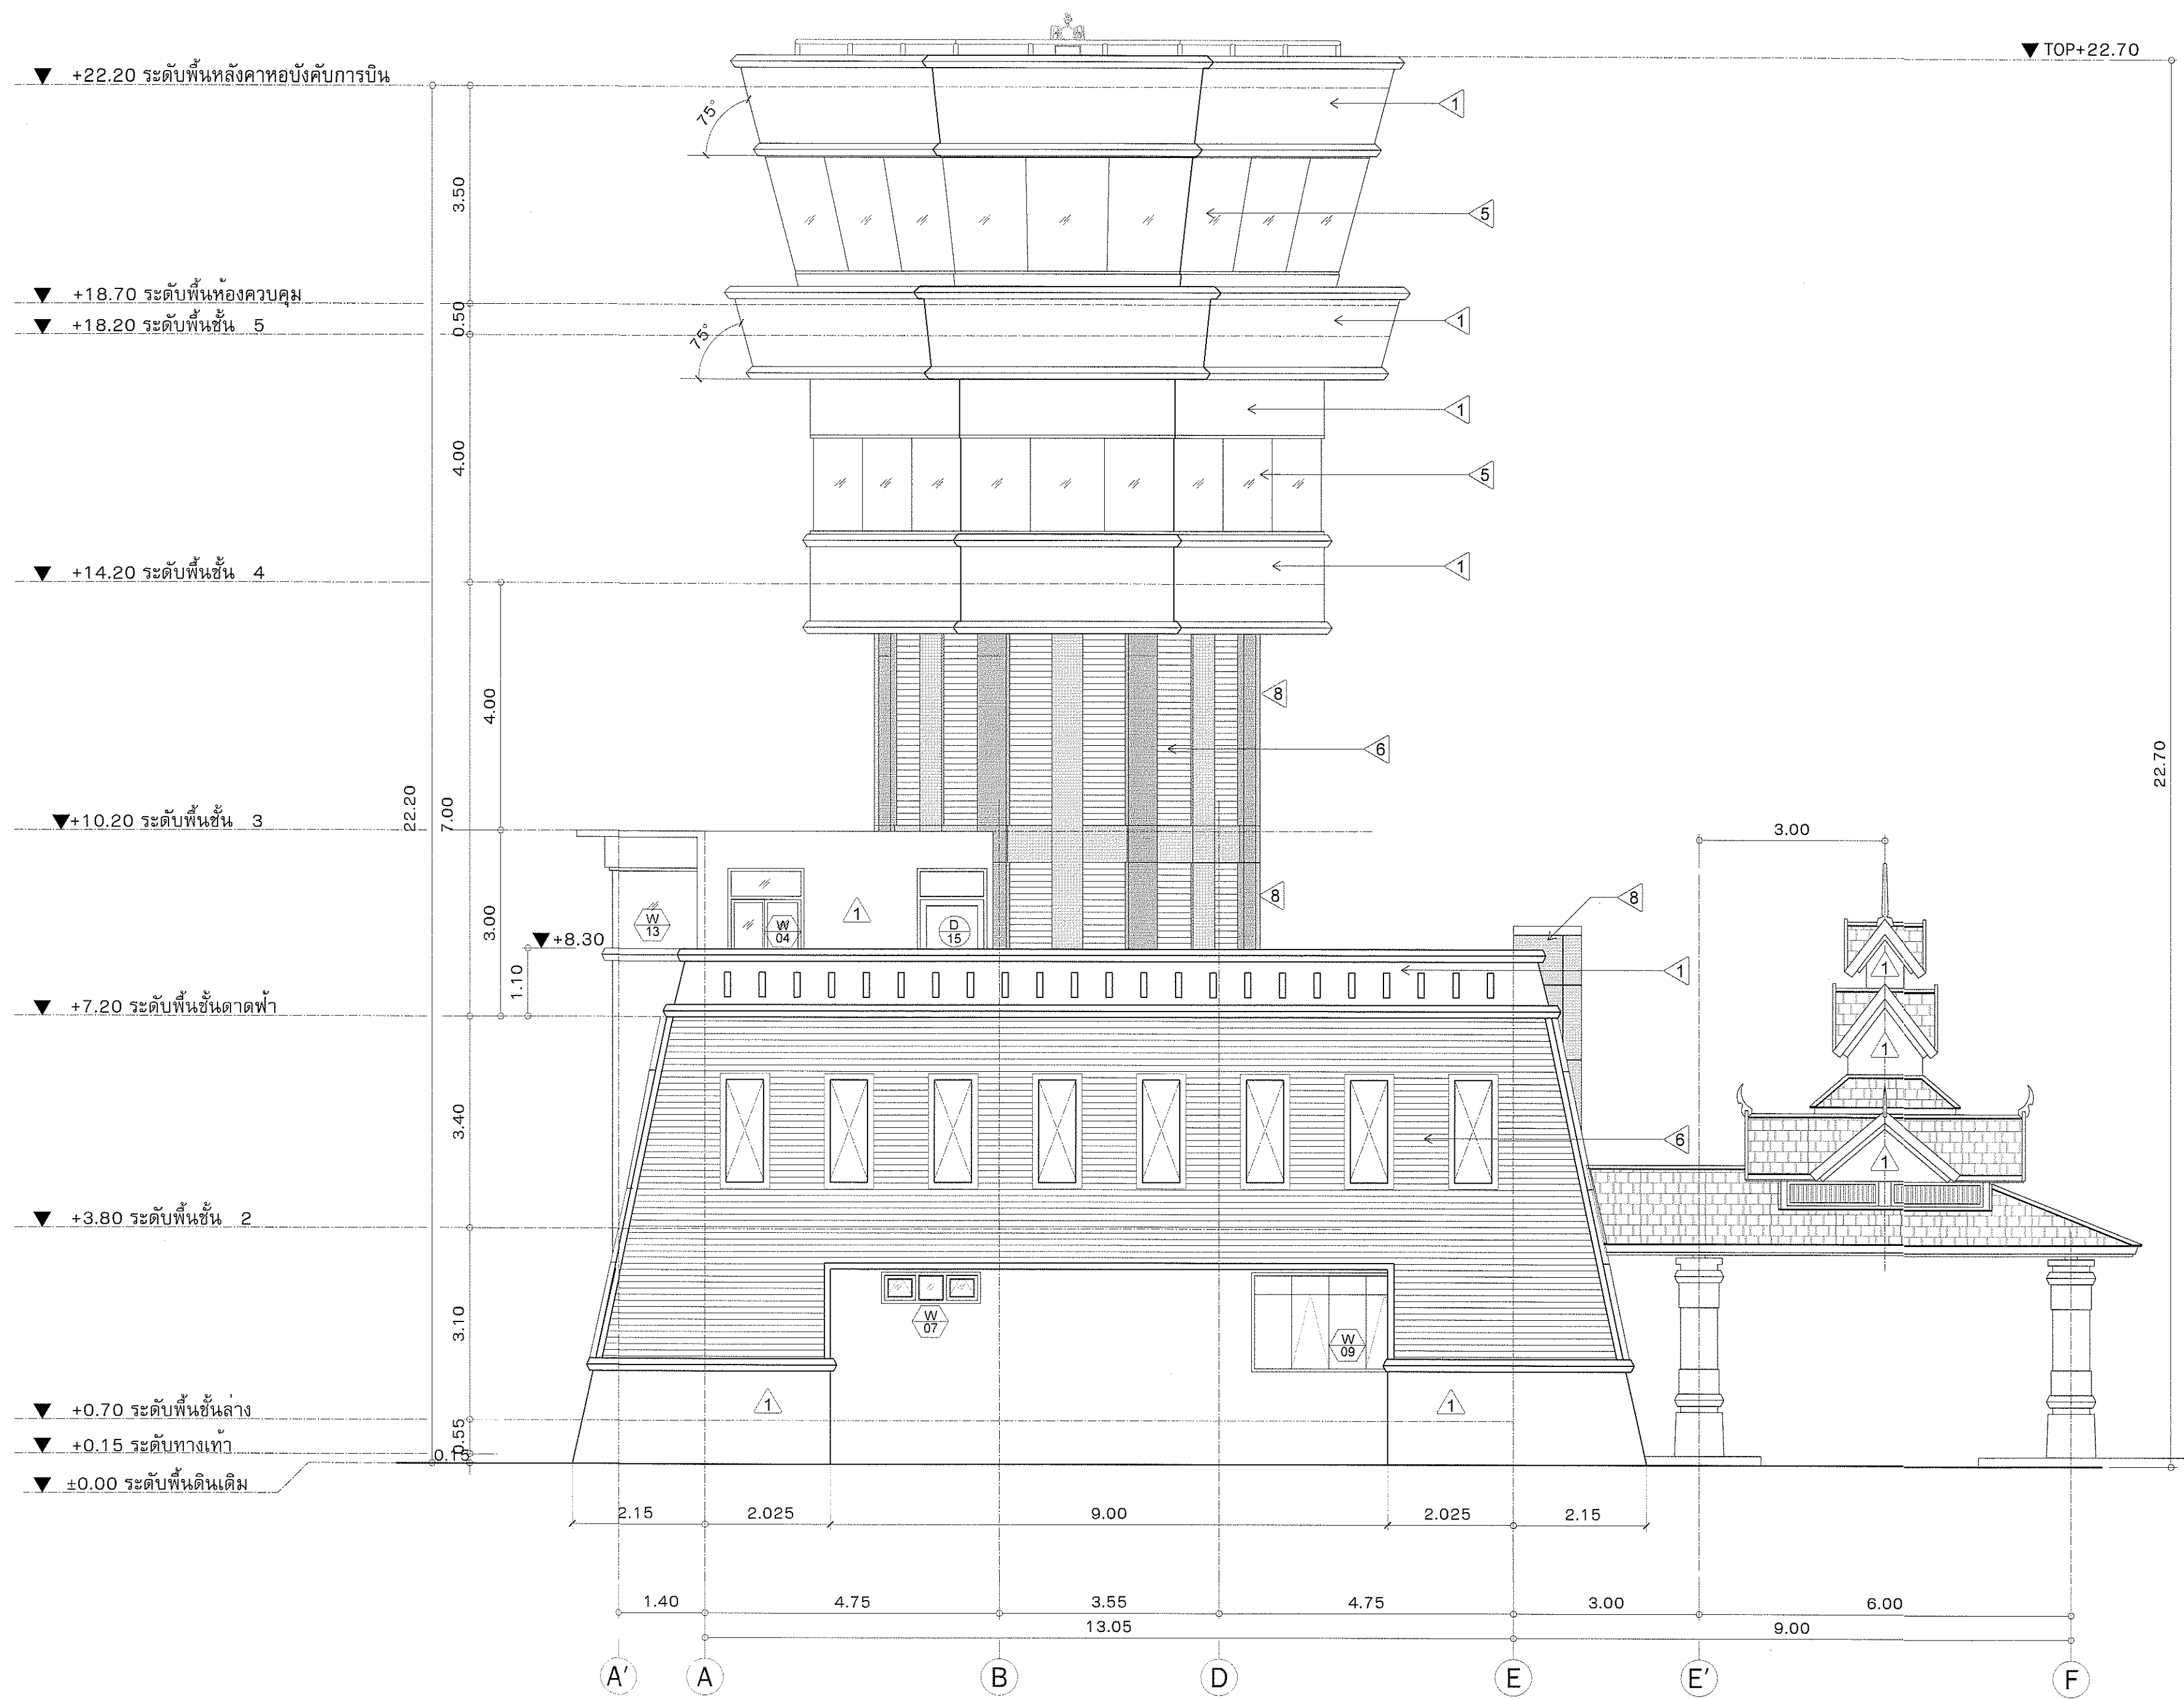 TOP+22.70
+22.20 ระดับพื้นหลังคาหอบังคับการบิน
1
75°
3.50
5
+18.70 ระดับพื้นห้องควบคุม
0.50
1
+18.20 ระดับพื้นชั้น 5
75°
1
4.00
5
1
+14.20 ระดับพื้นชั้น 4
8
4.00
6
22.70
22.20
7.00
+10.20 ระดับพื้นชั้น 3
3.00
8
8
1
W 13
W 04
D 15
3.00
+8.30
1
1
1.10
+7.20 ระดับพื้นชั้นดาดฟ้า
1
3.40
6
1
+3.80 ระดับพื้นชั้น 2
3.10
W 07
W 09
1
1
+0.70 ระดับพื้นชั้นล่าง
0.55
+0.15 ระดับทางเท้า
0.15
±0.00 ระดับพื้นดินเดิม
2.15 2.025 9.00 2.025 2.15
1.40 4.75 3.55 4.75 3.00 6.00
13.05 9.00
A' A B D E E' F